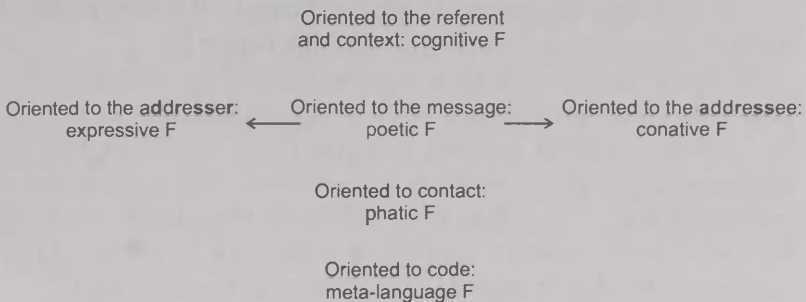 Oriented to the referent
and context: cognitive F
Oriented to the addresser:
expressive F
Oriented to the message:
poetic F
Oriented to the addressee:
conative F
Oriented to contact:
phatic F
Oriented to code:
meta-language F